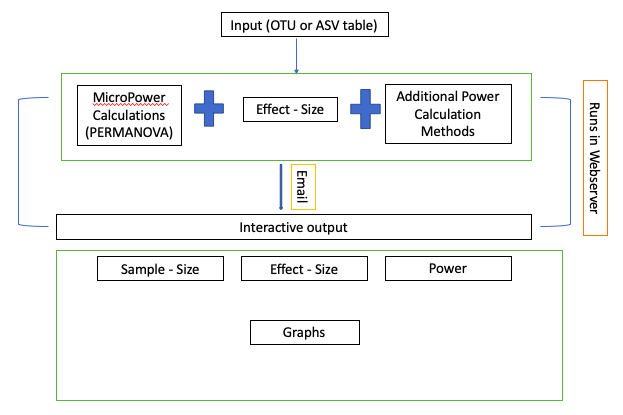 Input (OTU or ASV table)
MicroPower
Calculations
(PERMANOVA)
Effect - Size
Additional Power
Calculation
Methods
Runs in Webserver
Email
Interactive output
Sample - Size
Effect - Size
Power
Graphs